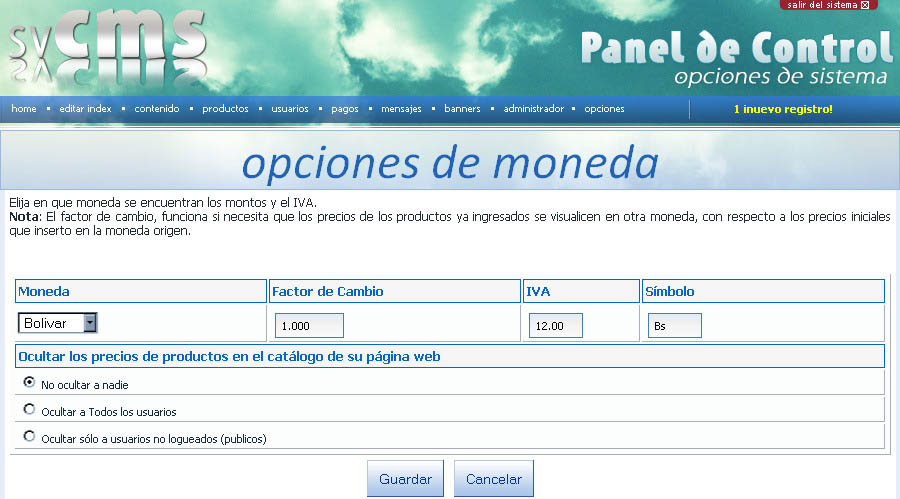 salir del sistema
svcms
Panel de Control
opciones de sistema
home • editar index • contenido • productos • usuarios • pagos • mensajes • banners • administrador • opciones
1 inuevo registro!
opciones de moneda
Elija en que moneda se encuentran los montos y el IVA.
Nota: El factor de cambio, funciona si necesita que los precios de los productos ya ingresados se visualicen en otra moneda, con respecto a los precios iniciales
que inserto en la moneda origen.
Moneda Factor de Cambio IVA Símbolo
Bolivar 1.000 12.00 Bs
Ocultar los precios de productos en el catálogo de su página web
No ocultar a nadie
Ocultar a Todos los usuarios
Ocultar sólo a usuarios no logueados (publicos)
Guardar Cancelar